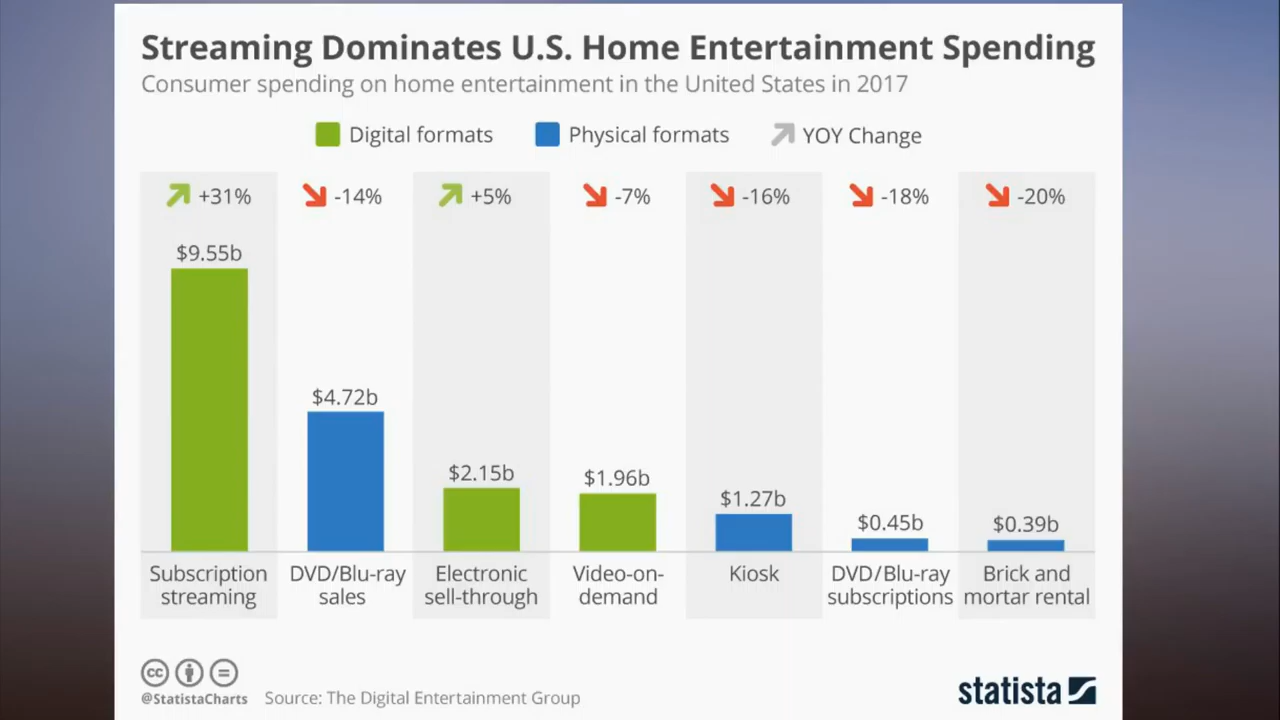 Streaming Dominates U.S. Home Entertainment Spending
Consumer spending on home entertainment in the United States in 2017
Digital formats Physical formats YOY Change
+31% -14% +5% -7% -16% -18% -20%
$9.55b
$4.72b
$2.15b
$1.96b
$1.27b
$0.45b
$0.39b
Subscription
streaming
DVD/Blu-ray
sales
Electronic
sell-through
Video-on-
demand
Kiosk
DVD/Blu-ray
subscriptions
Brick and
mortar rental
cc
@StatistaCharts Source: The Digital Entertainment Group
statista